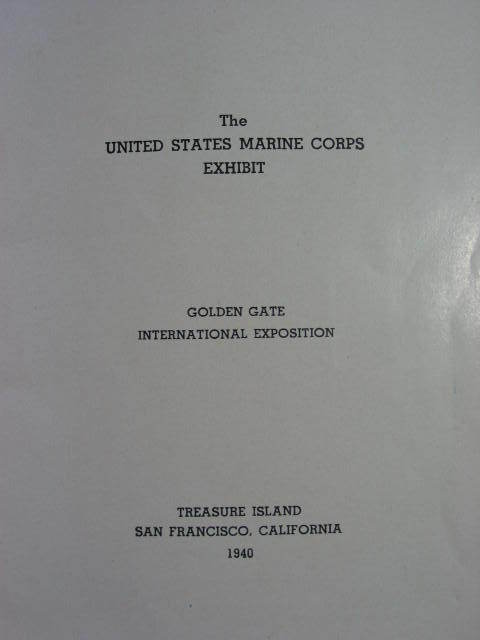 The
UNITED STATES MARINE CORPS
EXHIBIT
GOLDEN GATE
INTERNATIONAL EXPOSITION
TREASURE ISLAND
SAN FRANCISCO, CALIFORNIA
1940